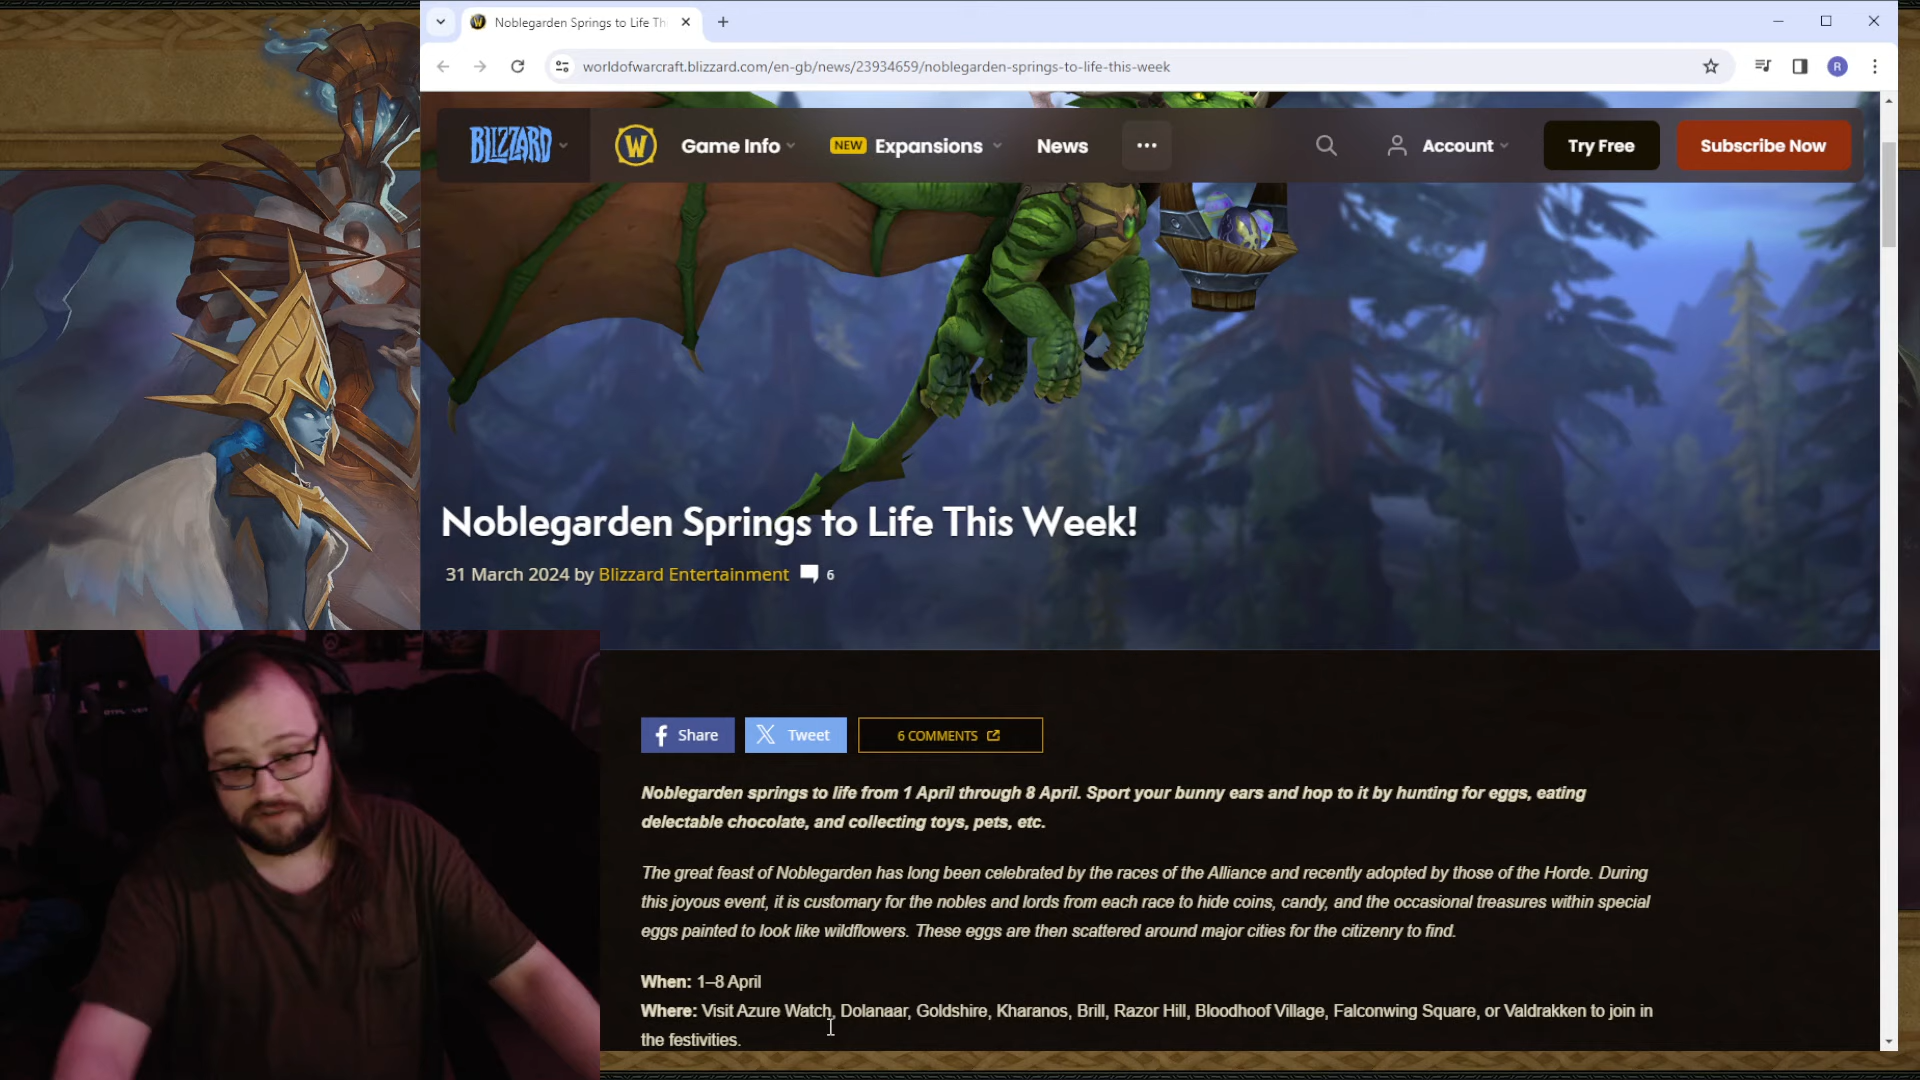 Noblegarden Springs to Life Th
worldofwarcraft.blizzard.com/en-gb/news/23934659/noblegarden-springs-to-life-this-week
R
BLIZZARD
W
Game Info
NEW
Expansions
News
Account
Try Free
Subscribe Now
Noblegarden Springs to Life This Week!
31 March 2024 by Blizzard Entertainment 6
Share
Tweet
6 COMMENTS
Noblegarden springs to life from 1 April through 8 April. Sport your bunny ears and hop to it by hunting for eggs, eating
delectable chocolate, and collecting toys, pets, etc.
The great feast of Noblegarden has long been celebrated by the races of the Alliance and recently adopted by those of the Horde. During
this joyous event, it is customary for the nobles and lords from each race to hide coins, candy, and the occasional treasures within special
eggs painted to look like wildflowers. These eggs are then scattered around major cities for the citizenry to find.
When: 1–8 April
Where: Visit Azure Watch, Dolanaar, Goldshire, Kharanos, Brill, Razor Hill, Bloodhoof Village, Falconwing Square, or Valdrakken to join in
the festivities.